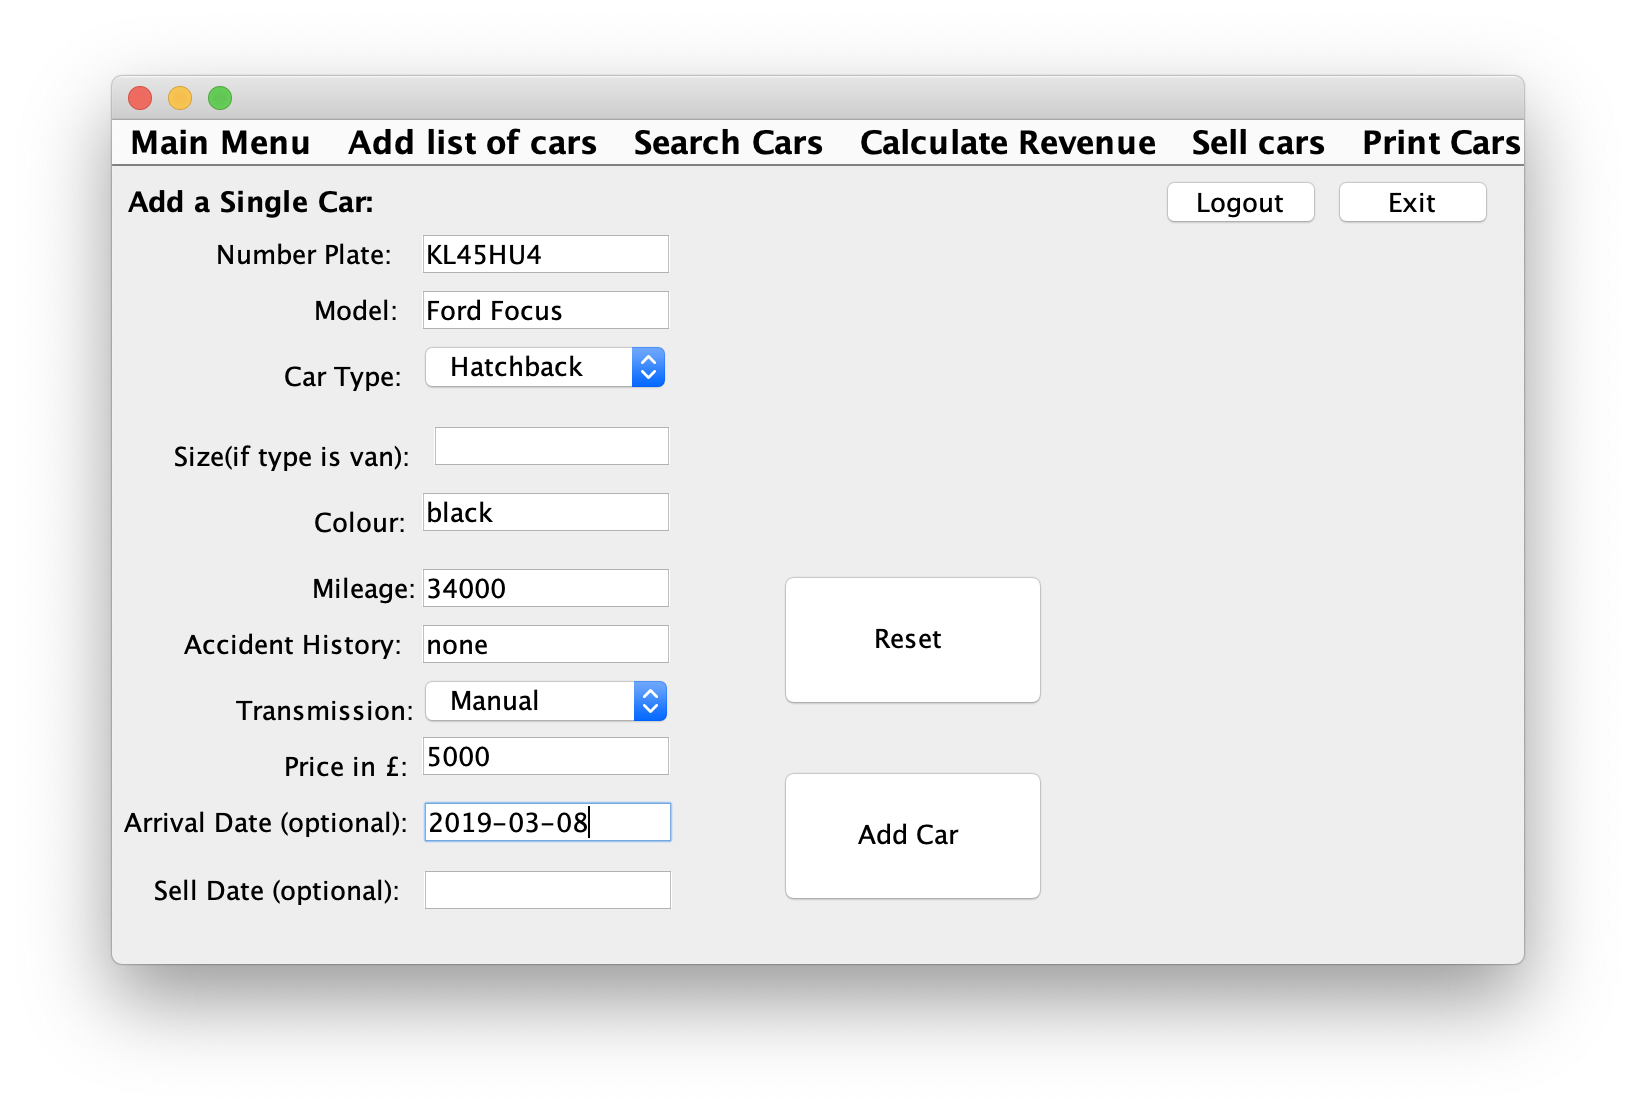 Main Menu Add list of cars Search Cars Calculate Revenue Sell cars Print Cars
Add a Single Car: Logout Exit
Number Plate: KL45HU4
Model: Ford Focus
Car Type: Hatchback
Size(if type is van):
Colour: black
Mileage: 34000
Accident History: none
Reset
Transmission: Manual
Price in £: 5000
Arrival Date (optional): 2019-03-08
Add Car
Sell Date (optional):